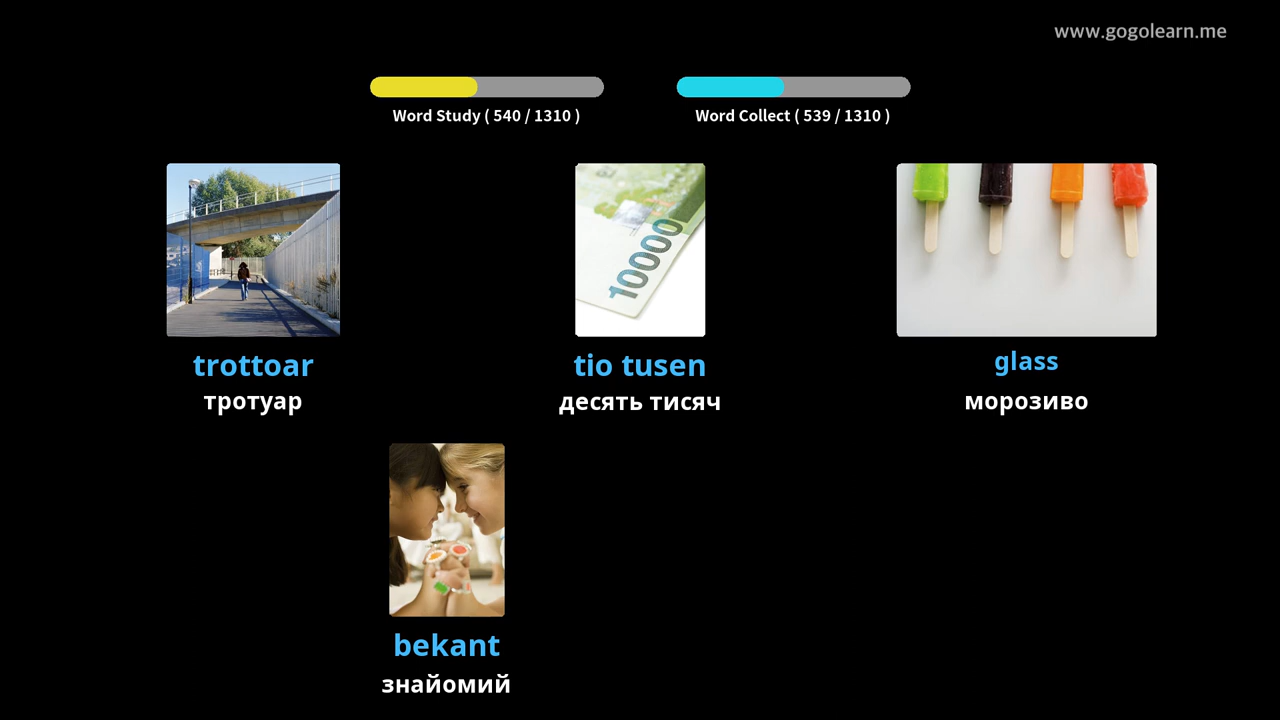 www.gogolearn.me
Word Study ( 540 / 1310 )
Word Collect ( 539 / 1310 )
10000
trottoar
тротуар
tio tusen
десять тисяч
glass
морозиво
bekant
знайомий